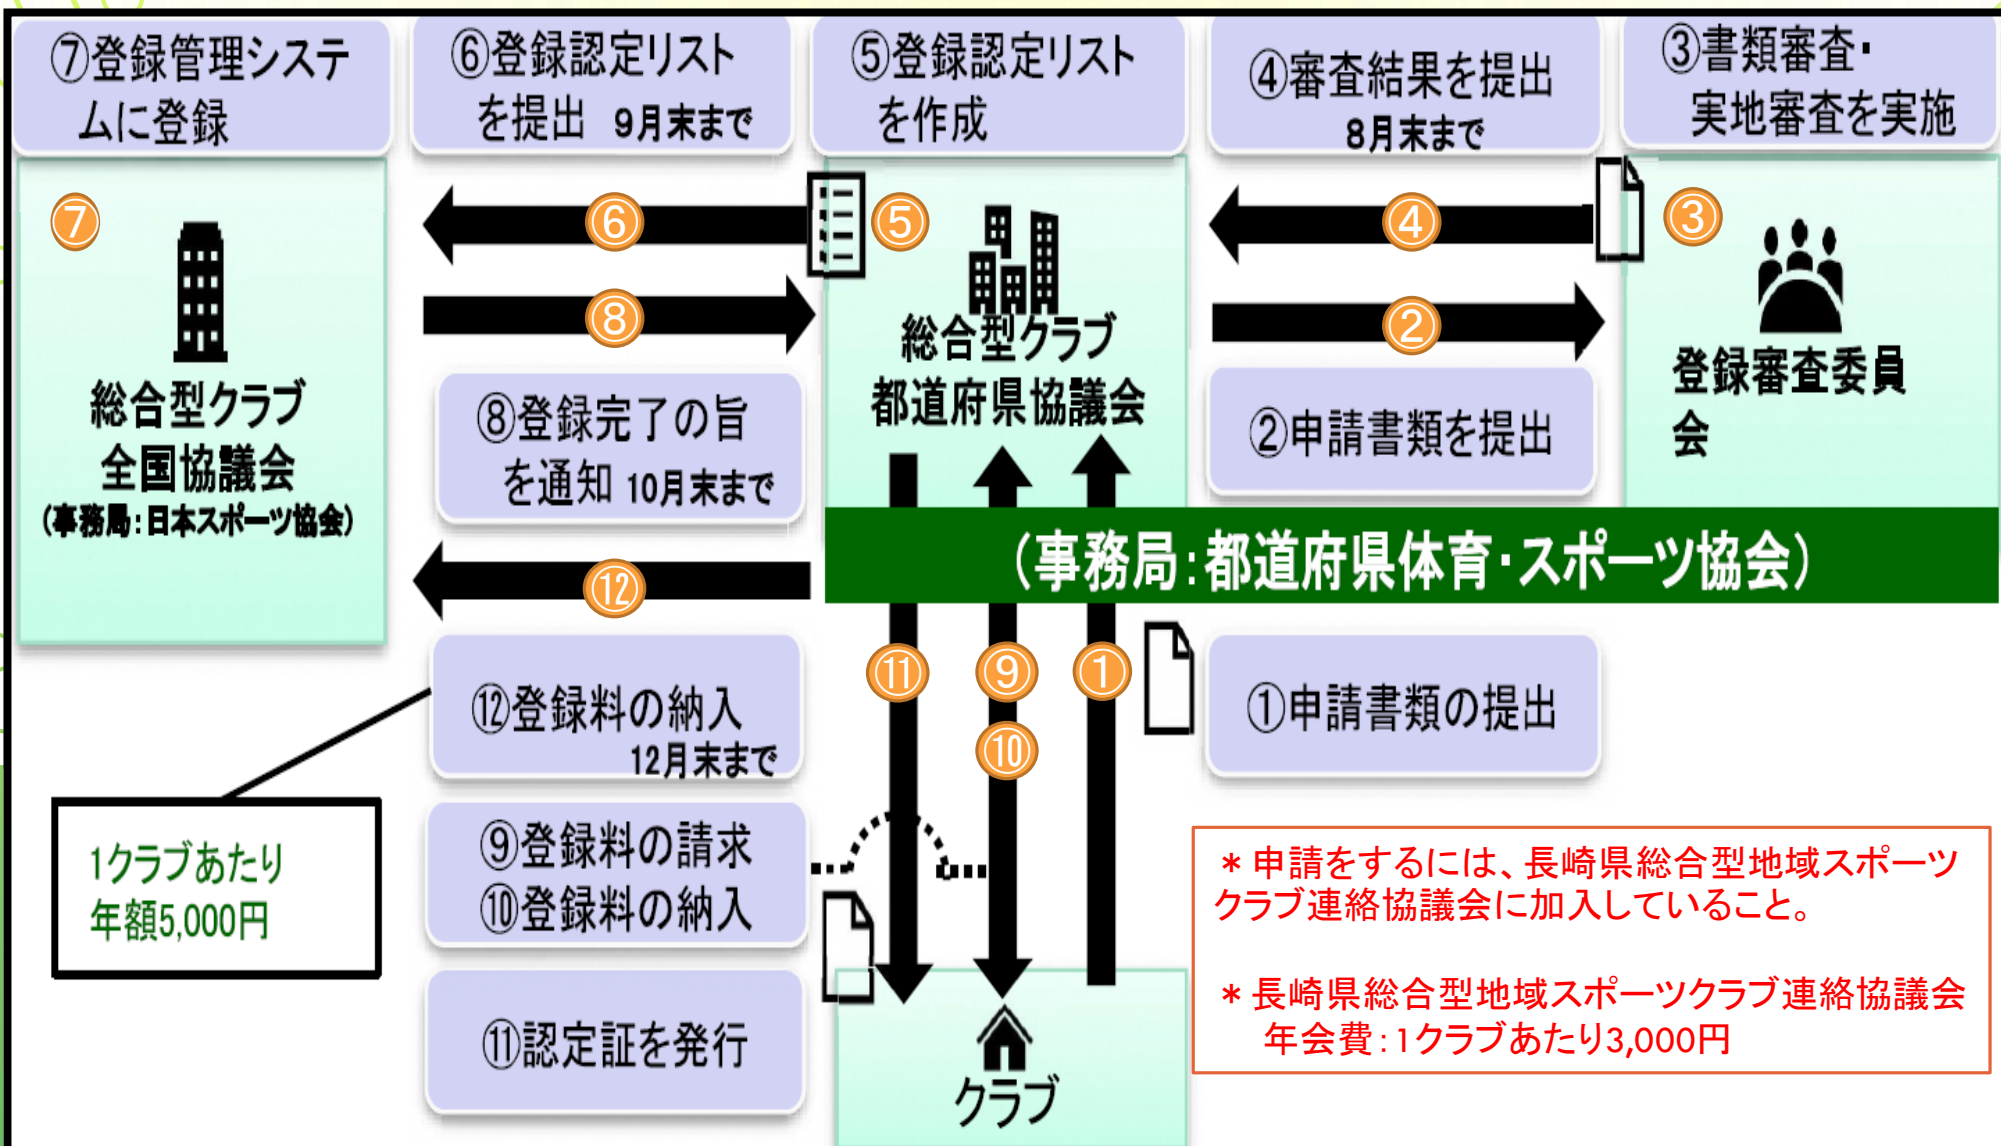 ⑦登録管理システ
ムに登録
⑥登録認定リスト
を提出 9月末まで
⑤登録認定リスト
を作成
④審査結果を提出
8月末まで
③書類審査・
実地審査を実施
⑦
⑥
⑤
④
③
⑧
②
総合型クラブ
全国協議会
(事務局:日本スポーツ協会)
⑧登録完了の旨
を通知 10月末まで
総合型クラブ
都道府県協議会
②申請書類を提出
登録審査委員
会
(事務局:都道府県体育・スポーツ協会)
⑫
⑪
⑨
①
⑩
⑫登録料の納入
12月末まで
①申請書類の提出
1クラブあたり
年額5,000円
⑨登録料の請求
⑩登録料の納入
⑪認定証を発行
クラブ
＊申請をするには、長崎県総合型地域スポーツ
クラブ連絡協議会に加入していること。
＊長崎県総合型地域スポーツクラブ連絡協議会
年会費:1クラブあたり3,000円